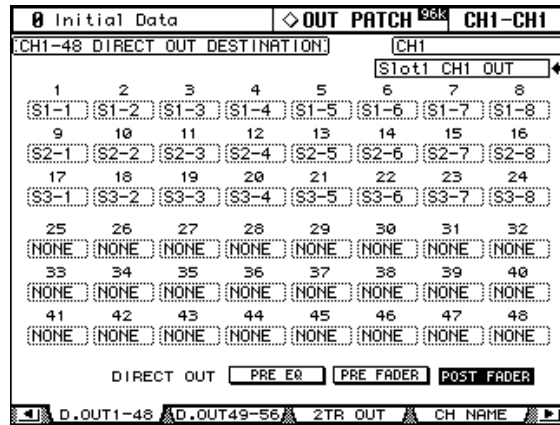 0 Initial Data ◇OUT PATCH 96k CH1-CH1
CH1-48 DIRECT OUT DESTINATION CH1
Slot1 CH1 OUT
1 2 3 4 5 6 7 8
S1-1 S1-2 S1-3 S1-4 S1-5 S1-6 S1-7 S1-8
9 10 11 12 13 14 15 16
S2-1 S2-2 S2-3 S2-4 S2-5 S2-6 S2-7 S2-8
17 18 19 20 21 22 23 24
S3-1 S3-2 S3-3 S3-4 S3-5 S3-6 S3-7 S3-8
25 26 27 28 29 30 31 32
NONE NONE NONE NONE NONE NONE NONE NONE
33 34 35 36 37 38 39 40
NONE NONE NONE NONE NONE NONE NONE NONE
41 42 43 44 45 46 47 48
NONE NONE NONE NONE NONE NONE NONE NONE
DIRECT OUT PRE EQ PRE FADER POST FADER
D.OUT1-48 D.OUT49-56 2TR OUT CH NAME